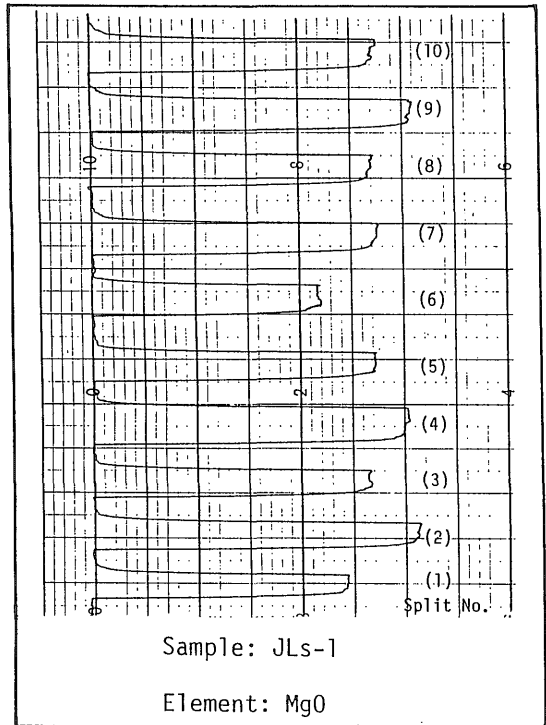 (10)
(9)
10 8 (8) 6
(7)
(6)
(5)
0 2 4
(4)
(3)
(2)
(1)
Split No.
Sample: JLs-1
Element: MgO